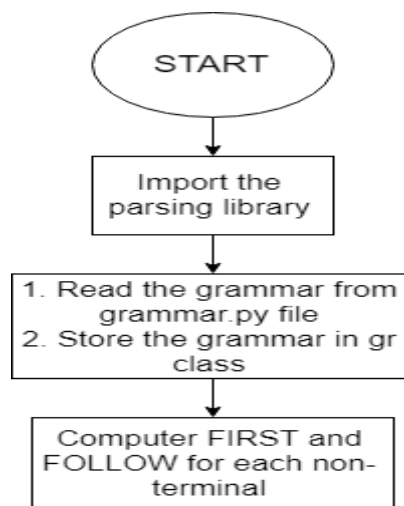 START
Import the
parsing library
1. Read the grammar from
grammar.py file
2. Store the grammar in gr
class
Computer FIRST and
FOLLOW for each non-
terminal